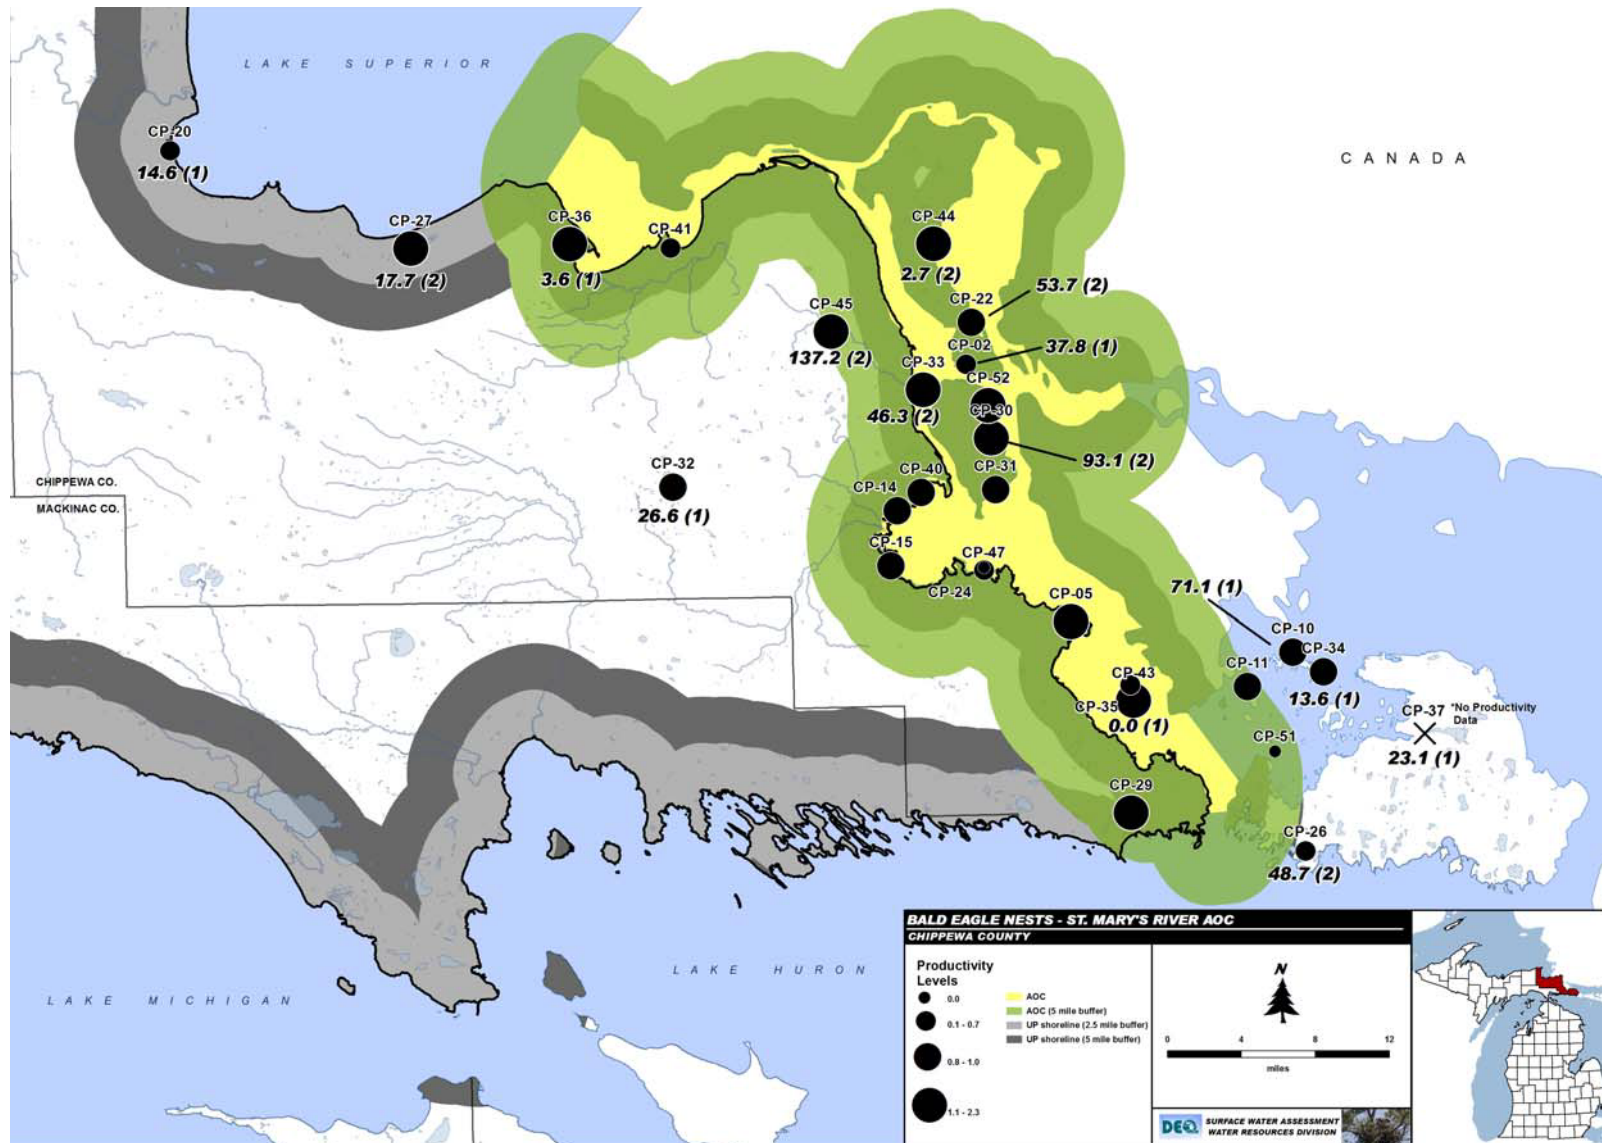 LAKE SUPERIOR
CANADA
CP-20
14.6 (1)
CP-27
17.7 (2)
CP-36
3.6 (1)
CP-41
CP-44
2.7 (2)
CP-45
137.2 (2)
CP-22
53.7 (2)
CP-02
37.8 (1)
CP-33
46.3 (2)
CP-52
CP-30
93.1 (2)
CP-31
CP-40
CP-14
CP-32
26.6 (1)
CHIPPEWA CO.
MACKINAC CO.
CP-15
CP-47
CP-24
CP-05
71.1 (1)
CP-10
CP-34
13.6 (1)
CP-11
CP-43
CP-35
0.0 (1)
CP-37
*No Productivity
Data
23.1 (1)
CP-51
CP-29
CP-26
48.7 (2)
LAKE HURON
LAKE MICHIGAN
BALD EAGLE NESTS - ST. MARY'S RIVER AOC
CHIPPEWA COUNTY
Productivity
Levels
0.0
0.1 - 0.7
0.8 - 1.0
1.1 - 2.3
AOC
AOC (5 mile buffer)
UP shoreline (2.5 mile buffer)
UP shoreline (5 mile buffer)
N
0 4 8 12
miles
DEQ
SURFACE WATER ASSESSMENT
WATER RESOURCES DIVISION